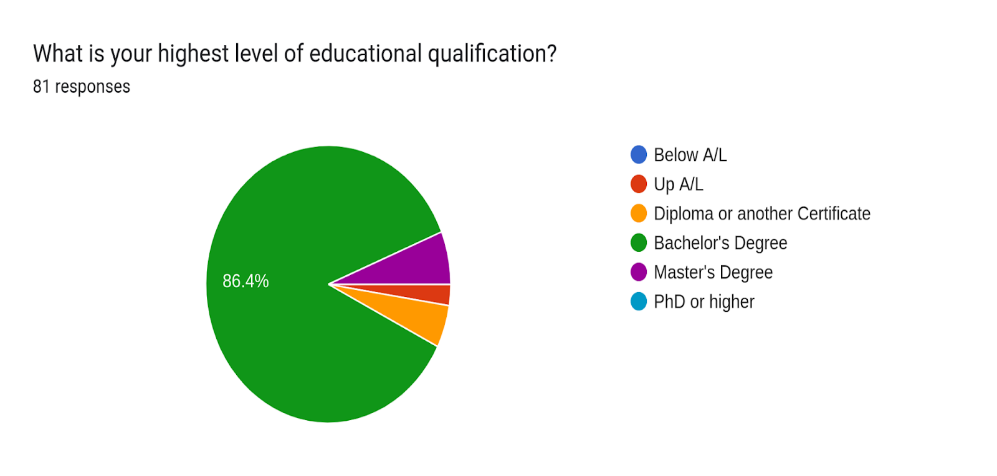 What is your highest level of educational qualification?
81 responses
86.4%
Below A/L
Up A/L
Diploma or another Certificate
Bachelor's Degree
Master's Degree
PhD or higher